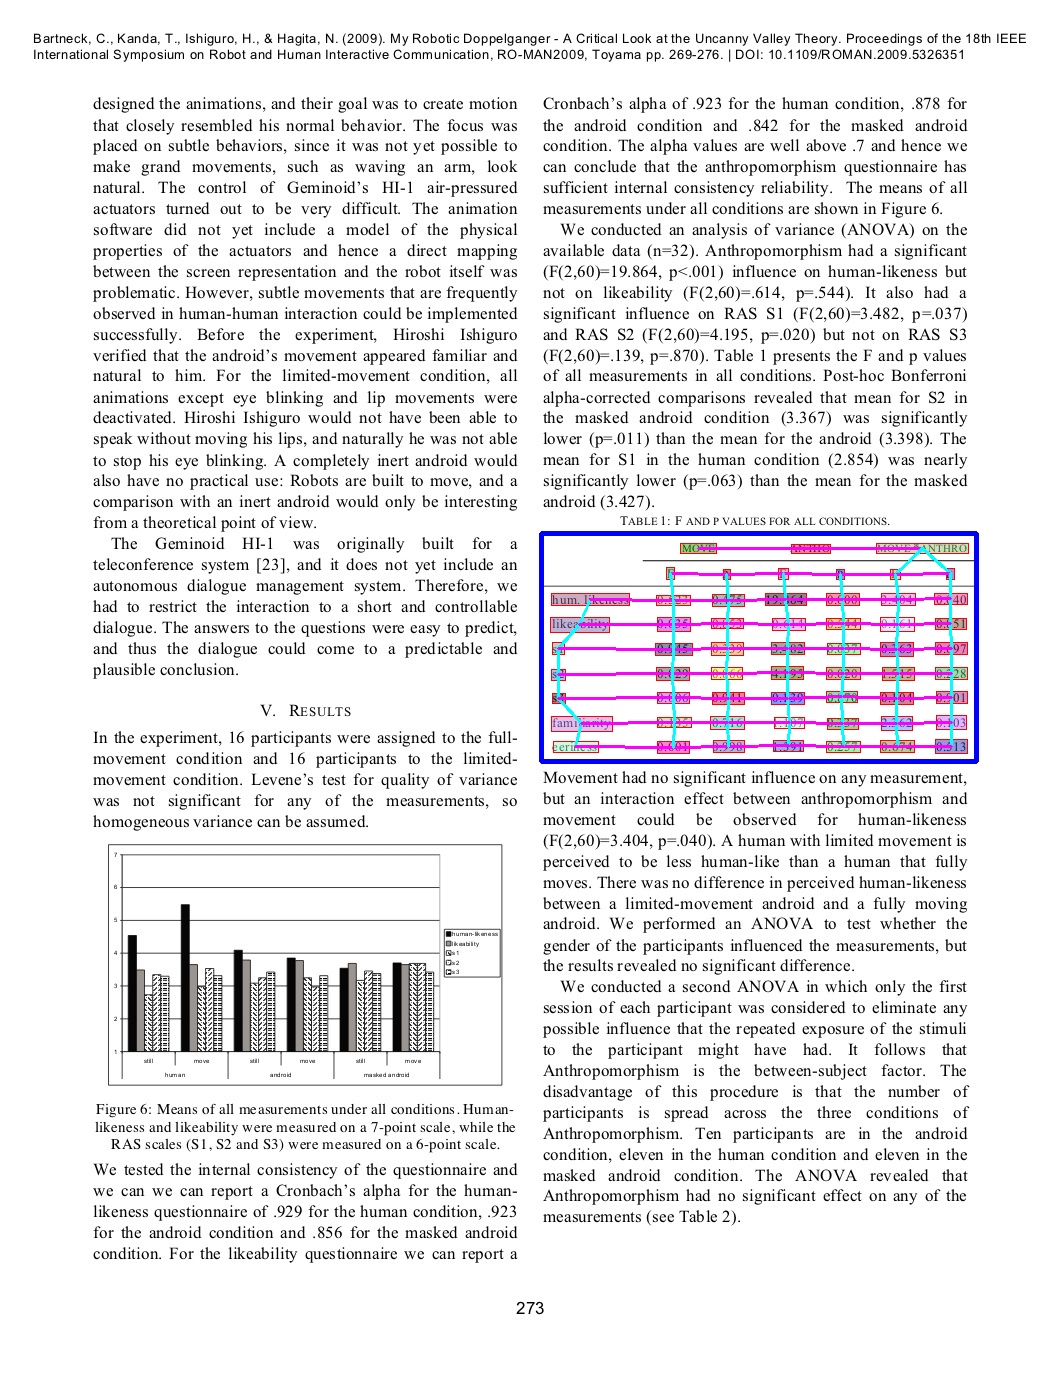 Bartneck, C., Kanda, T., Ishiguro, H., & Hagita, N. (2009). My Robotic Doppelganger - A Critical Look at the Uncanny Valley Theory. Proceedings of the 18th IEEE
International Symposium on Robot and Human Interactive Communication, RO-MAN2009, Toyama pp. 269-276. | DOI: 10.1109/ROMAN.2009.5326351
designed the animations, and their goal was to create motion
that closely resembled his normal behavior. The focus was
placed on subtle behaviors, since it was not yet possible to
make grand movements, such as waving an arm, look
natural. The control of Geminoid's HI-1 air-pressured
actuators turned out to be very difficult. The animation
software did not yet include a model of the physical
properties of the actuators and hence a direct mapping
between the screen representation and the robot itself was
problematic. However, subtle movements that are frequently
observed in human-human interaction could be implemented
successfully. Before the experiment, Hiroshi Ishiguro
verified that the android's movement appeared familiar and
natural to him. For the limited-movement condition, all
animations except eye blinking and lip movements were
deactivated. Hiroshi Ishiguro would not have been able to
speak without moving his lips, and naturally he was not able
to stop his eye blinking. A completely inert android would
also have no practical use: Robots are built to move, and a
comparison with an inert android would only be interesting
from a theoretical point of view.
The Geminoid HI-1 was originally built for a
teleconference system [23], and it does not yet include an
autonomous dialogue management system. Therefore, we
had to restrict the interaction to a short and controllable
dialogue. The answers to the questions were easy to predict,
and thus the dialogue could come to a predictable and
plausible conclusion.
V. RESULTS
In the experiment, 16 participants were assigned to the full-
movement condition and 16 participants to the limited-
movement condition. Levene's test for quality of variance
was not significant for any of the measurements, so
homogeneous variance can be assumed.
7
6
5
4
3
2
1
still move still move still move
human android masked android
human-likeness
likeability
s1
s2
s3
Figure 6: Means of all measurements under all conditions. Human-
likeness and likeability were measured on a 7-point scale, while the
RAS scales (S1, S2 and S3) were measured on a 6-point scale.
We tested the internal consistency of the questionnaire and
we can we can report a Cronbach's alpha for the human-
likeness questionnaire of .929 for the human condition, .923
for the android condition and .856 for the masked android
condition. For the likeability questionnaire we can report a
Cronbach's alpha of .923 for the human condition, .878 for
the android condition and .842 for the masked android
condition. The alpha values are well above .7 and hence we
can conclude that the anthropomorphism questionnaire has
sufficient internal consistency reliability. The means of all
measurements under all conditions are shown in Figure 6.
We conducted an analysis of variance (ANOVA) on the
available data (n=32). Anthropomorphism had a significant
(F(2,60)=19.864, p<.001) influence on human-likeness but
not on likeability (F(2,60)=.614, p=.544). It also had a
significant influence on RAS S1 (F(2,60)=3.482, p=.037)
and RAS S2 (F(2,60)=4.195, p=.020) but not on RAS S3
(F(2,60)=.139, p=.870). Table 1 presents the F and p values
of all measurements in all conditions. Post-hoc Bonferroni
alpha-corrected comparisons revealed that mean for S2 in
the masked android condition (3.367) was significantly
lower (p=.011) than the mean for the android (3.398). The
mean for S1 in the human condition (2.854) was nearly
significantly lower (p=.063) than the mean for the masked
android (3.427).
TABLE 1: F AND P VALUES FOR ALL CONDITIONS.
MOVE ANTHRO MOVE*ANTHRO
hum. likeness 19.864 0.000 3.404 0.040
likeability 0.614 0.544
s1 3.482 0.037
s2 4.195 0.020
s3 0.139 0.870
familiarity
eeriness
Movement had no significant influence on any measurement,
but an interaction effect between anthropomorphism and
movement could be observed for human-likeness
(F(2,60)=3.404, p=.040). A human with limited movement is
perceived to be less human-like than a human that fully
moves. There was no difference in perceived human-likeness
between a limited-movement android and a fully moving
android. We performed an ANOVA to test whether the
gender of the participants influenced the measurements, but
the results revealed no significant difference.
We conducted a second ANOVA in which only the first
session of each participant was considered to eliminate any
possible influence that the repeated exposure of the stimuli
to the participant might have had. It follows that
Anthropomorphism is the between-subject factor. The
disadvantage of this procedure is that the number of
participants is spread across the three conditions of
Anthropomorphism. Ten participants are in the android
condition, eleven in the human condition and eleven in the
masked android condition. The ANOVA revealed that
Anthropomorphism had no significant effect on any of the
measurements (see Table 2).
273